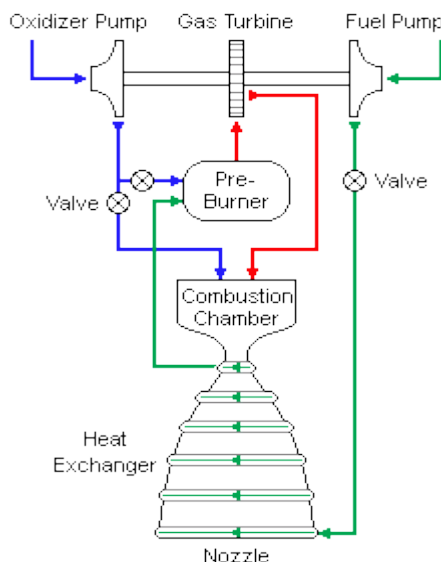 Oxidizer Pump Gas Turbine Fuel Pump
Pre-
Burner
Valve
Valve
Combustion
Chamber
Heat
Exchanger
Nozzle